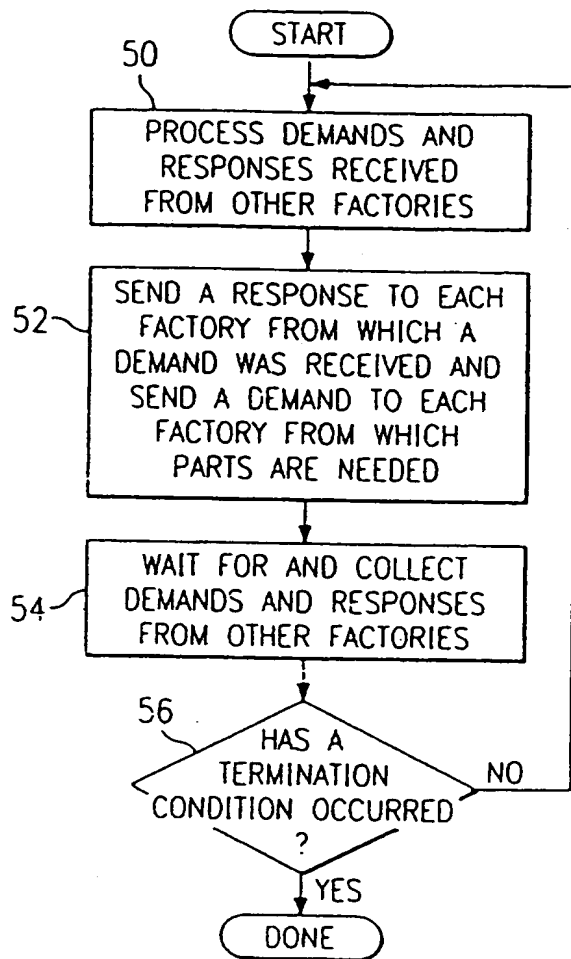 START
50
PROCESS DEMANDS AND
RESPONSES RECEIVED
FROM OTHER FACTORIES
52
SEND A RESPONSE TO EACH
FACTORY FROM WHICH A
DEMAND WAS RECEIVED AND
SEND A DEMAND TO EACH
FACTORY FROM WHICH
PARTS ARE NEEDED
54
WAIT FOR AND COLLECT
DEMANDS AND RESPONSES
FROM OTHER FACTORIES
56
HAS A
TERMINATION
CONDITION OCCURRED
?
NO
YES
DONE